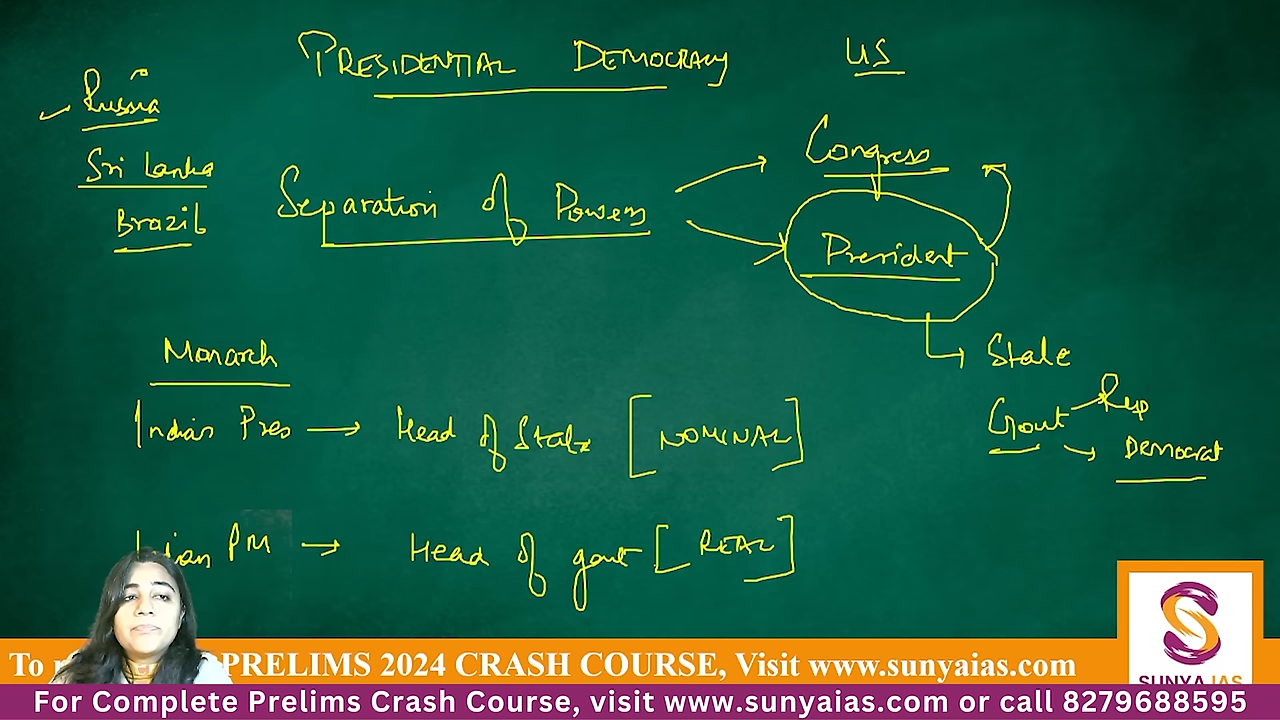 PRESIDENTIAL DEMOCRACY US
Russia
Sri Lanka
Brazil
Separation of Powers
Congress
President
State
Govt
Rep
DEMOCRAT
Monarch
Indian Pres → Head of State [NOMINAL]
PM → Head of govt [REAL]
To PRELIMS 2024 CRASH COURSE, Visit www.sunyaias.com
SUNYA IAS
For Complete Prelims Crash Course, visit www.sunyaias.com or call 8279688595